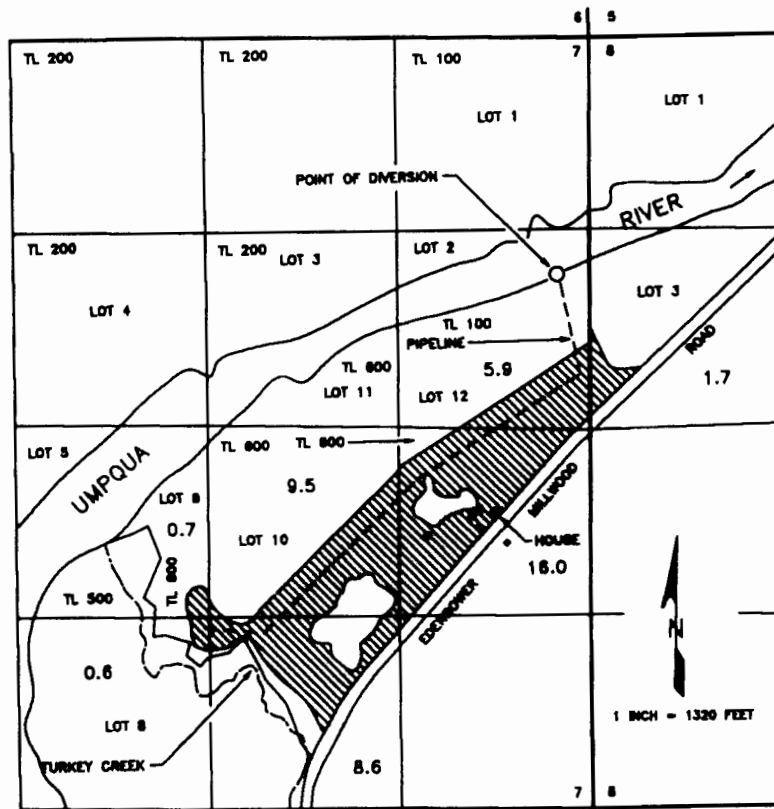 6 5
7 8
TL 200
TL 200
TL 100
LOT 1
LOT 1
POINT OF DIVERSION
RIVER
TL 200
TL 200
LOT 3
LOT 2
LOT 4
LOT 3
TL 100
PIPELINE
ROAD
TL 600
5.9
1.7
LOT 11
LOT 12
LOT 5
TL 600
TL 600
UMPQUA
9.5
LOT 9
0.7
MILLWOOD
LOT 10
HOUSE
16.0
TL 500
TL 600
EDENBOWER
N
0.6
LOT 8
1 INCH = 1320 FEET
TURKEY CREEK
8.6
7 8